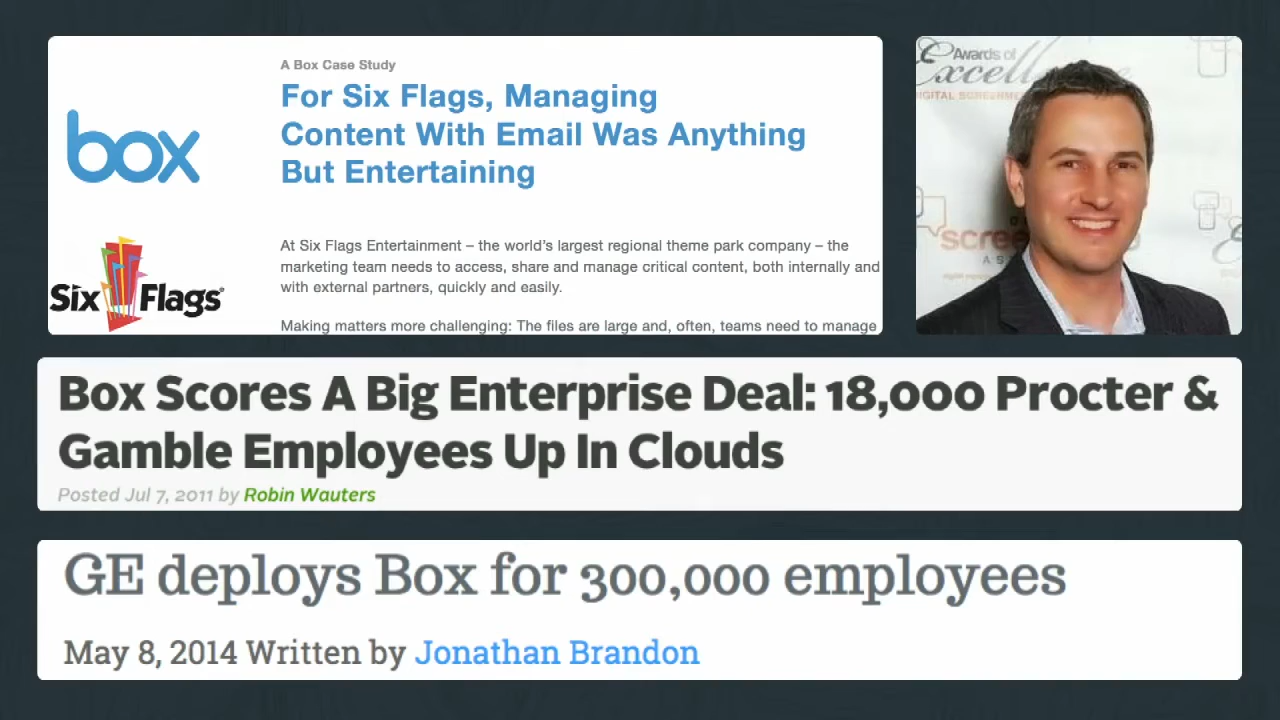 A Box Case Study
For Six Flags, Managing
Content With Email Was Anything
But Entertaining
box
At Six Flags Entertainment – the world's largest regional theme park company – the
marketing team needs to access, share and manage critical content, both internally and
with external partners, quickly and easily.
Six Flags
Making matters more challenging: The files are large and, often, teams need to manage
Awards of
Excellence
Box Scores A Big Enterprise Deal: 18,000 Procter &
Gamble Employees Up In Clouds
Posted Jul 7, 2011 by Robin Wauters
GE deploys Box for 300,000 employees
May 8, 2014 Written by Jonathan Brandon